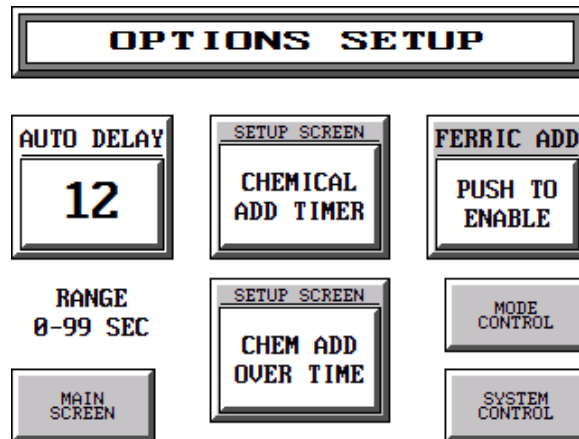 OPTIONS SETUP
AUTO DELAY
12
RANGE
0-99 SEC
MAIN
SCREEN
SETUP SCREEN
CHEMICAL
ADD TIMER
SETUP SCREEN
CHEM ADD
OVER TIME
FERRIC ADD
PUSH TO
ENABLE
MODE
CONTROL
SYSTEM
CONTROL